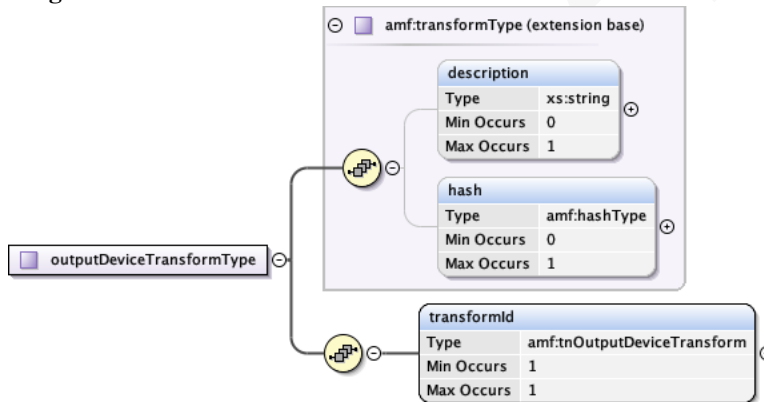 amf:transformType (extension base)
description
Type xs:string
Min Occurs 0
Max Occurs 1
hash
Type amf:hashType
Min Occurs 0
Max Occurs 1
outputDeviceTransformType
transformId
Type amf:tnOutputDeviceTransform
Min Occurs 1
Max Occurs 1